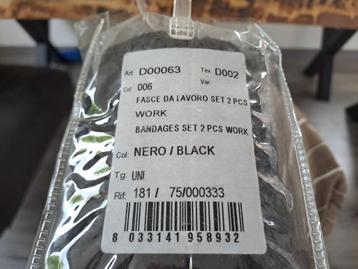 Art D00063 Tex D002
Col 006 Var
FASCE DA LAVORO SET 2 PCS
WORK
BANDAGES SET 2 PCS WORK
Col: NERO / BLACK
Tg: UNI
Rif: 181 / 75/000333
8 033141 958932